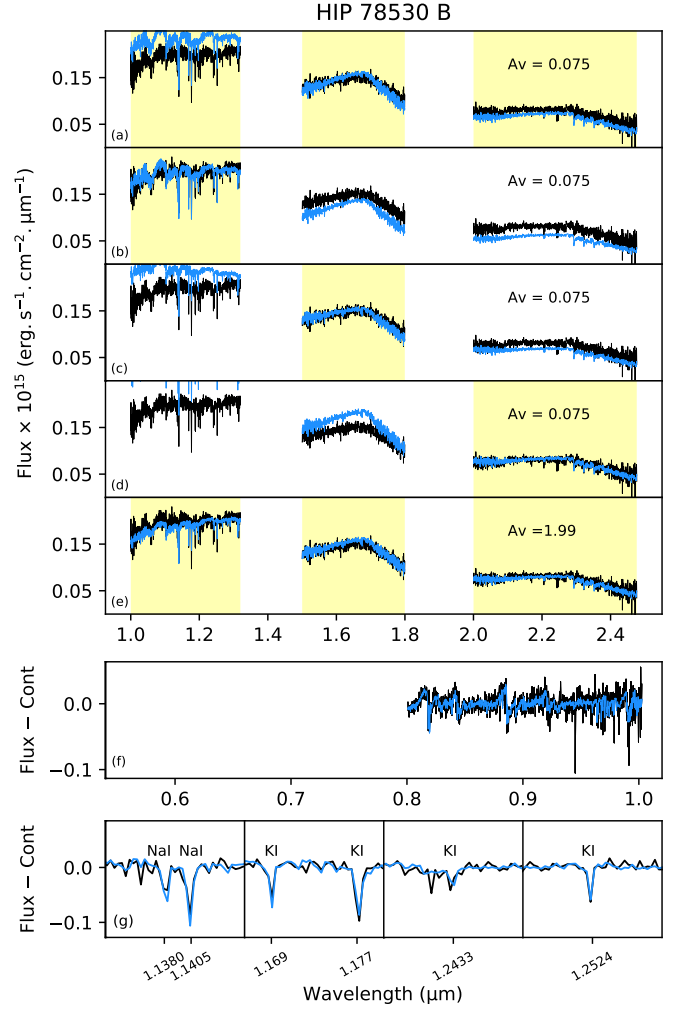 HIP 78530 B
Flux × 10¹⁵ (erg. s⁻¹. cm⁻². μm⁻¹)
0.15
Av = 0.075
0.05
(a)
0.15
Av = 0.075
0.05
(b)
0.15
Av = 0.075
0.05
(c)
0.15
Av = 0.075
0.05
(d)
0.15
Av =1.99
0.05
(e)
1.0 1.2 1.4 1.6 1.8 2.0 2.2 2.4
Flux − Cont
0.0
−0.1
(f)
0.6 0.7 0.8 0.9 1.0
Flux − Cont
NaI NaI KI KI KI KI
0.0
−0.1
(g)
1.1380 1.1405 1.169 1.177 1.2433 1.2524
Wavelength (μm)